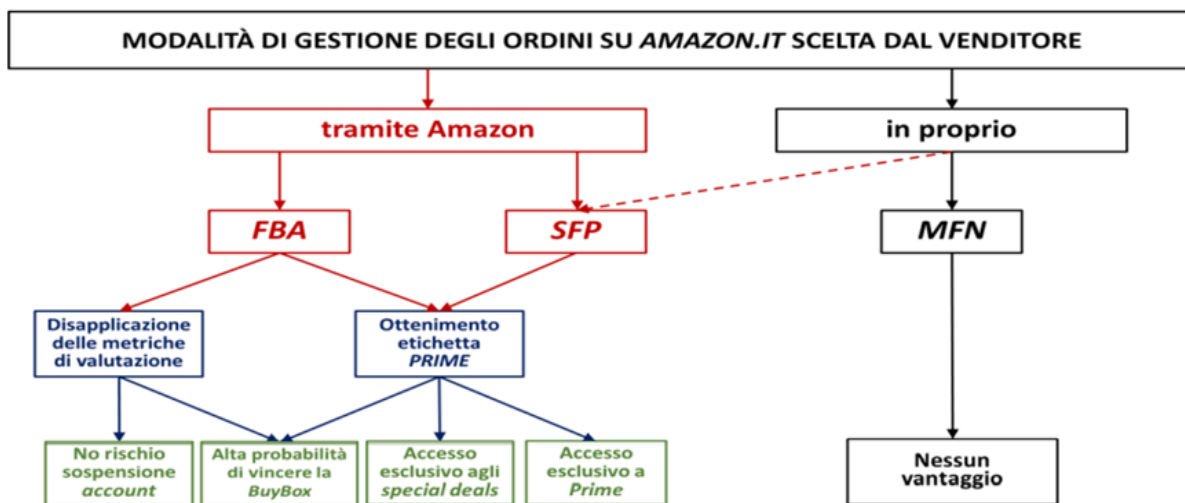 MODALITÀ DI GESTIONE DEGLI ORDINI SU AMAZON.IT SCELTA DAL VENDITORE
tramite Amazon
in proprio
FBA
SFP
MFN
Disapplicazione
delle metriche
di valutazione
Ottenimento
etichetta
PRIME
No rischio
sospensione
account
Alta probabilità
di vincere la
BuyBox
Accesso
esclusivo agli
special deals
Accesso
esclusivo a
Prime
Nessun
vantaggio